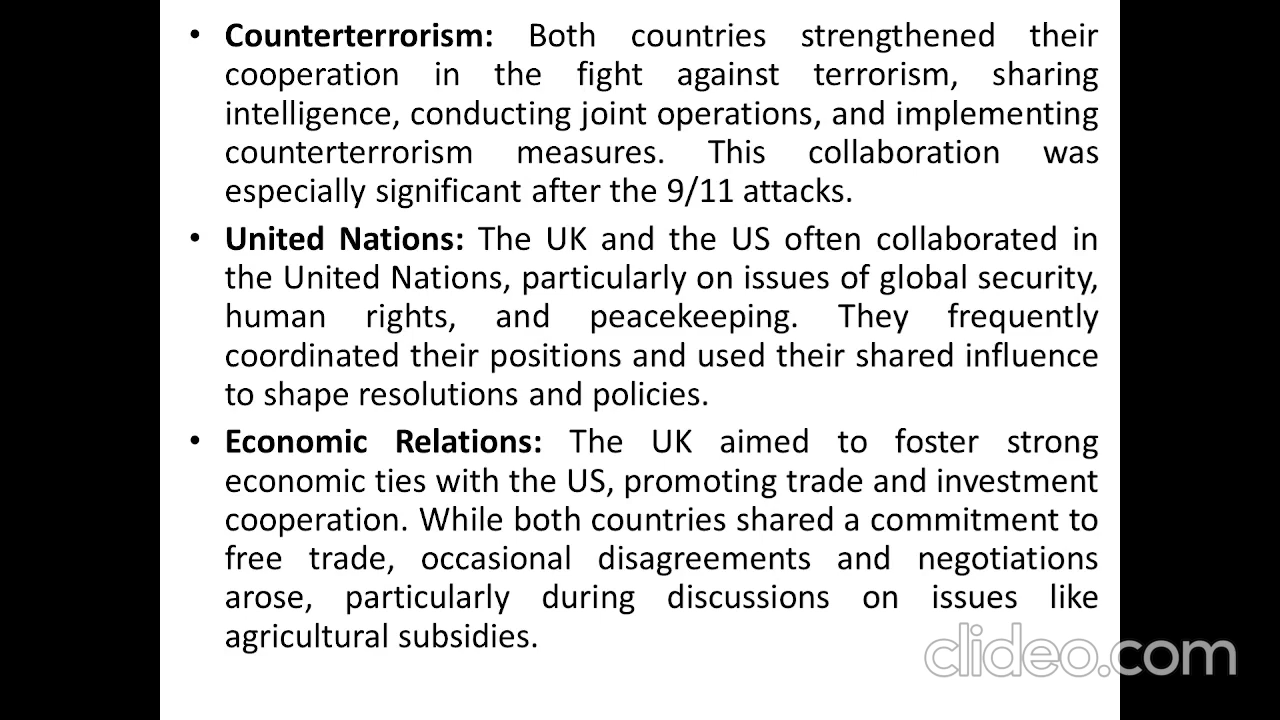 • Counterterrorism: Both countries strengthened their
cooperation in the fight against terrorism, sharing
intelligence, conducting joint operations, and implementing
counterterrorism measures. This collaboration was
especially significant after the 9/11 attacks.
• United Nations: The UK and the US often collaborated in
the United Nations, particularly on issues of global security,
human rights, and peacekeeping. They frequently
coordinated their positions and used their shared influence
to shape resolutions and policies.
• Economic Relations: The UK aimed to foster strong
economic ties with the US, promoting trade and investment
cooperation. While both countries shared a commitment to
free trade, occasional disagreements and negotiations
arose, particularly during discussions on issues like
agricultural subsidies.
clideo.com